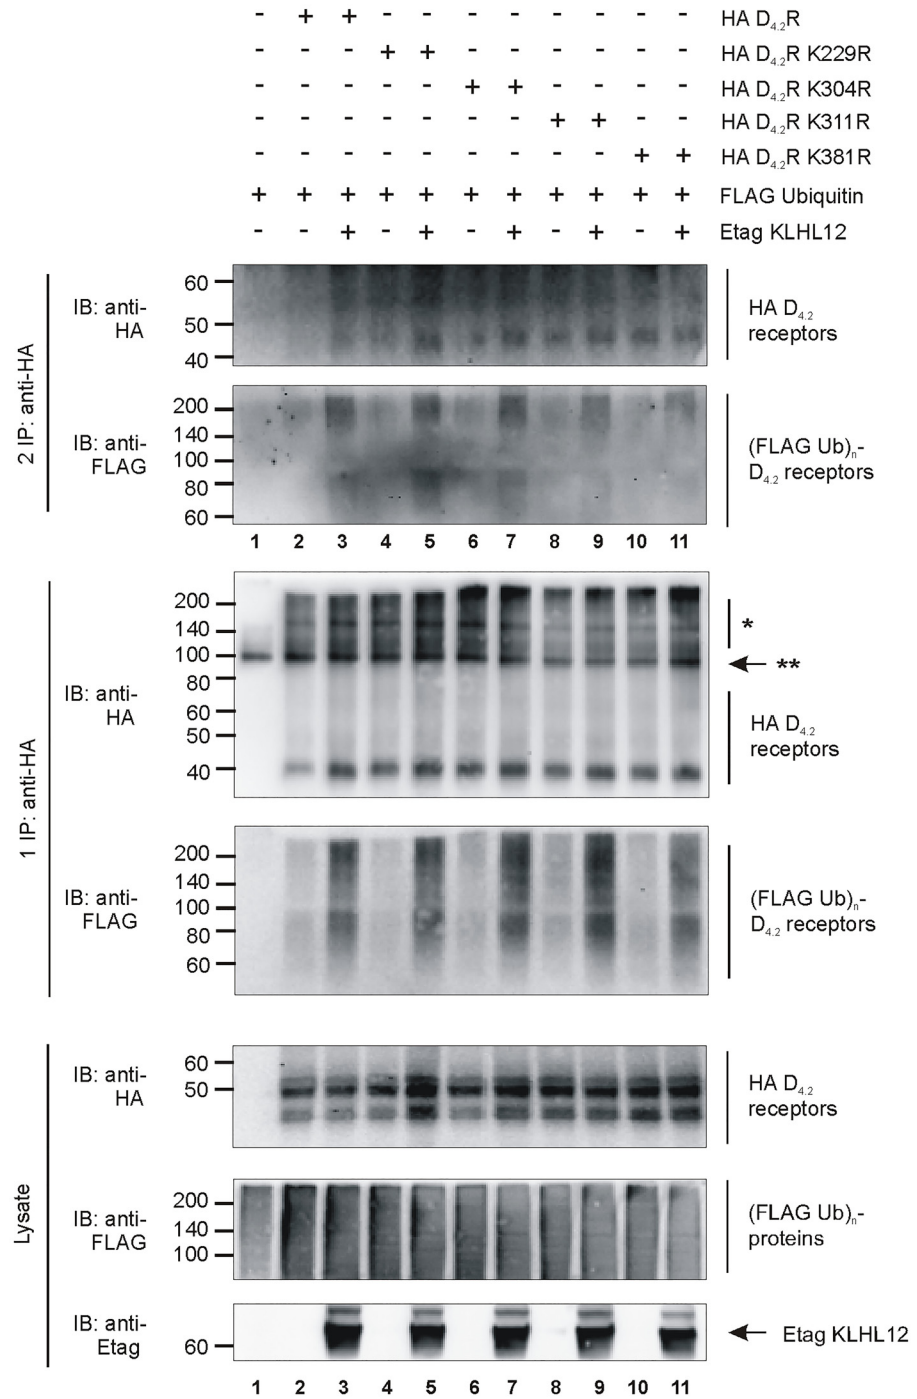 - + + - - - - - - - - HA D4.2R
- - - + + - - - - - - HA D4.2R K229R
- - - - - + + - - - - HA D4.2R K304R
- - - - - - - + + - - HA D4.2R K311R
- - - - - - - - - + + HA D4.2R K381R
+ + + + + + + + + + + FLAG Ubiquitin
- - + - + - + - + - + Etag KLHL12
2 IP: anti-HA
IB: anti-
HA
60
50
40
HA D4.2
receptors
IB: anti-
FLAG
200
140
100
80
60
(FLAG Ub)n-
D4.2 receptors
1 2 3 4 5 6 7 8 9 10 11
1 IP: anti-HA
IB: anti-
HA
200
140
100
80
60
50
40
*
**
HA D4.2
receptors
IB: anti-
FLAG
200
140
100
80
60
(FLAG Ub)n-
D4.2 receptors
Lysate
IB: anti-
HA
60
50
HA D4.2
receptors
IB: anti-
FLAG
200
140
100
(FLAG Ub)n-
proteins
IB: anti-
Etag
60
Etag KLHL12
1 2 3 4 5 6 7 8 9 10 11